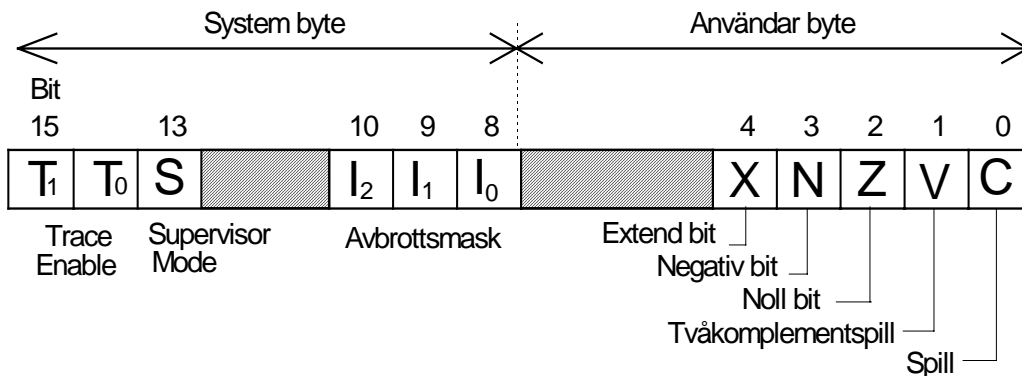 System byte Användar byte
Bit
15 13 10 9 8 4 3 2 1 0
T1 T0 S I2 I1 I0 X N Z V C
Trace Enable
Supervisor Mode
Avbrottsmask
Extend bit
Negativ bit
Noll bit
Tvåkomplementspill
Spill